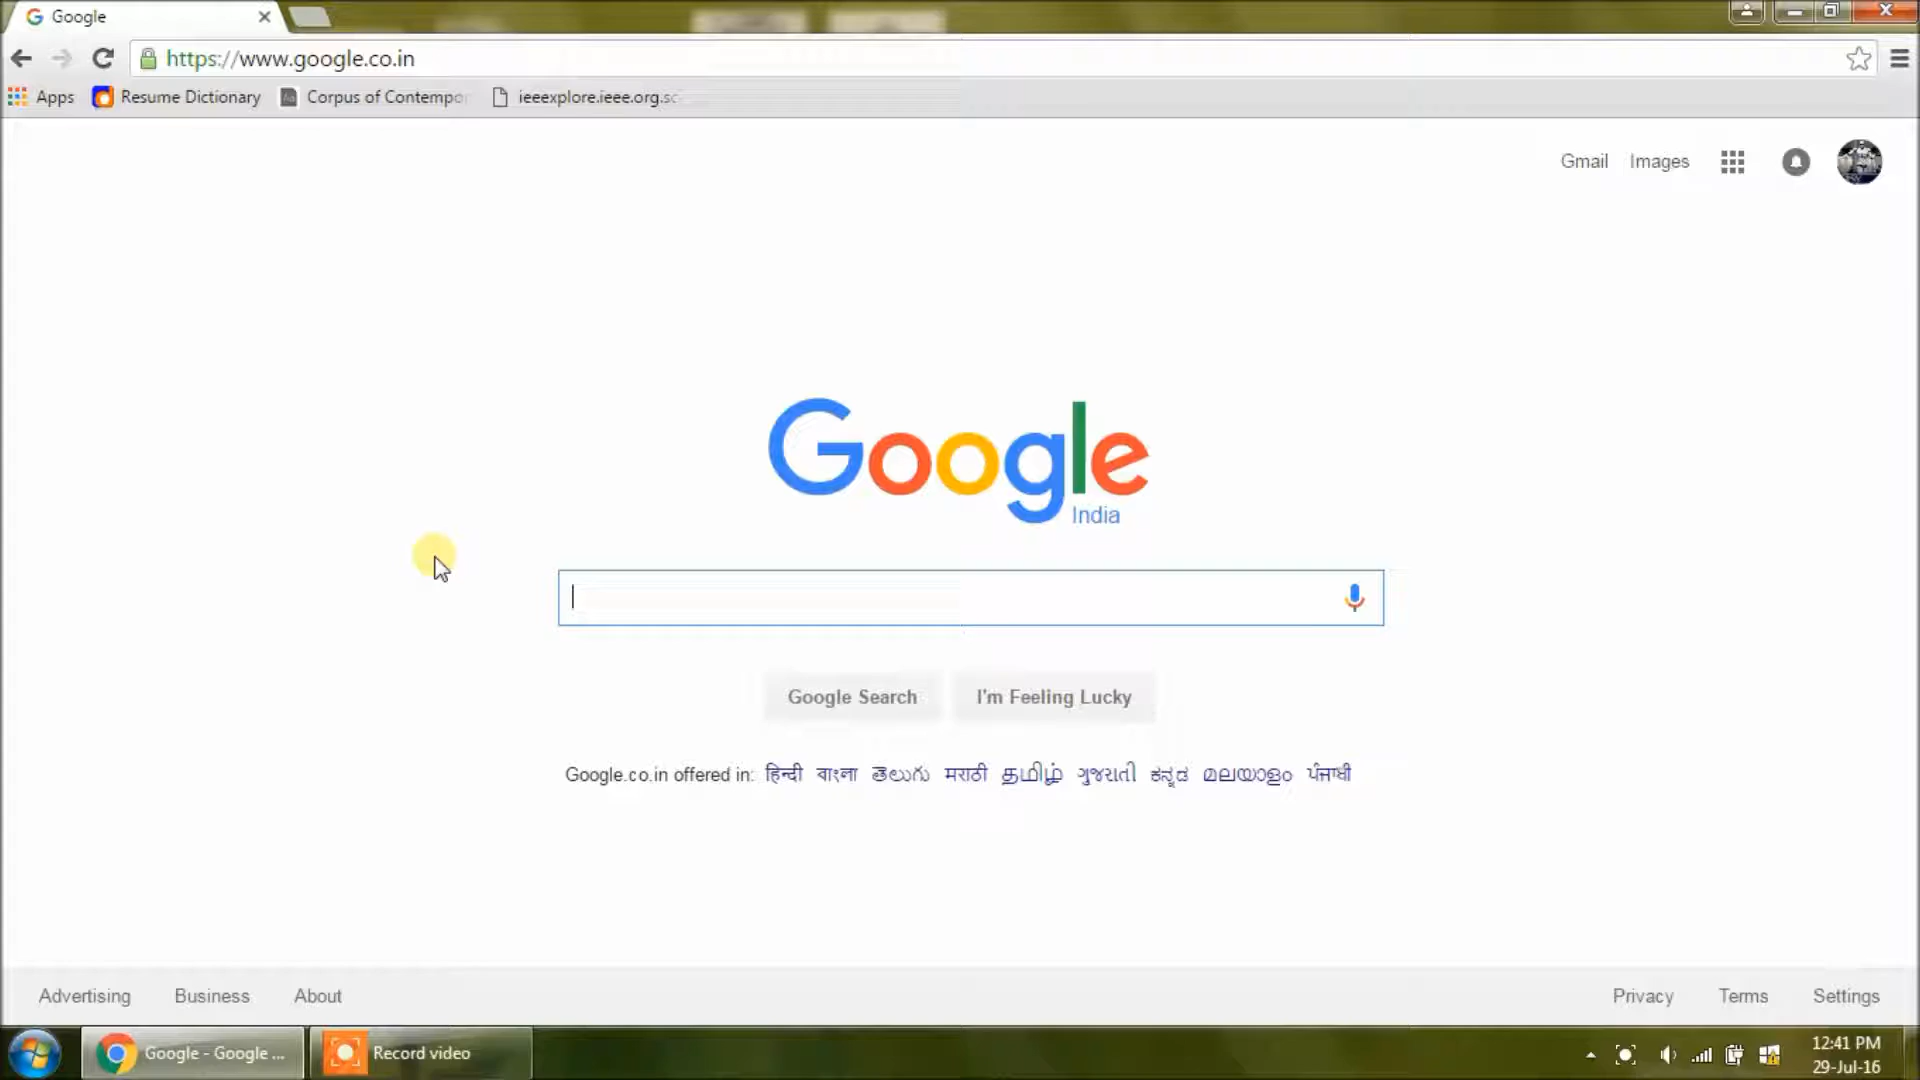 Google
https://www.google.co.in
Apps Resume Dictionary Corpus of Contempo ieeexplore.ieee.org.sc
Gmail Images
Google
India
Google Search I'm Feeling Lucky
Google.co.in offered in: हिन्दी বাংলা తెలుగు मराठी தமிழ் ગુજરાતી ಕನ್ನಡ മലയാളം ਪੰਜਾਬੀ
Advertising Business About Privacy Terms Settings
Google - Google ... Record video
12:41 PM
29-Jul-16